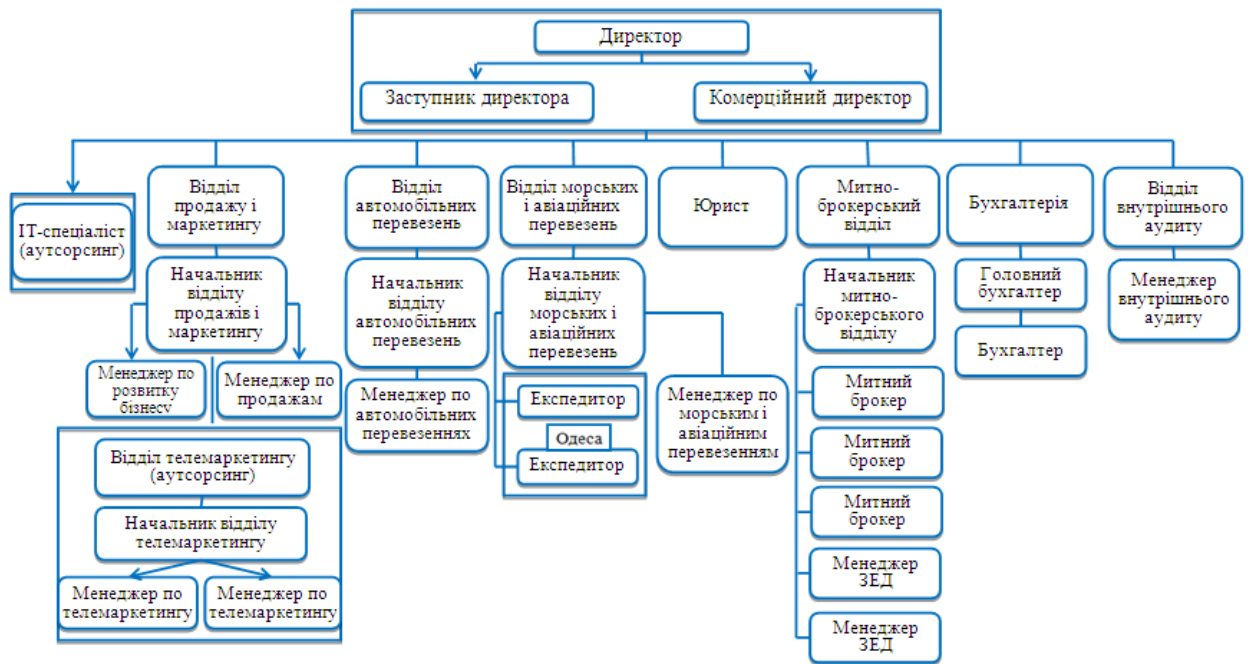 Директор
Заступник директора
Комерційний директор
ІТ-спеціаліст
(аутсорсинг)
Відділ
продажу і
маркетингу
Начальник
відділу
продажів і
маркетингу
Менеджер по
розвитку
бізнесу
Менеджер по
продажам
Відділ телемаркетингу
(аутсорсинг)
Начальник відділу
телемаркетингу
Менеджер по
телемаркетингу
Менеджер по
телемаркетингу
Відділ
автомобільних
перевезень
Начальник
відділу
автомобільних
перевезень
Менеджер по
автомобільних
перевезеннях
Відділ морських
і авіаційних
перевезень
Начальник
відділу
морських і
авіаційних
перевезень
Експедитор
Одеса
Експедитор
Менеджер по
морським і
авіаційним
перевезенням
Юрист
Митно-
брокерський
відділ
Начальник
митно-
брокерського
відділу
Митний
брокер
Митний
брокер
Митний
брокер
Менеджер
ЗЕД
Менеджер
ЗЕД
Бухгалтерія
Головний
бухгалтер
Бухгалтер
Відділ
внутрішнього
аудиту
Менеджер
внутрішнього
аудиту